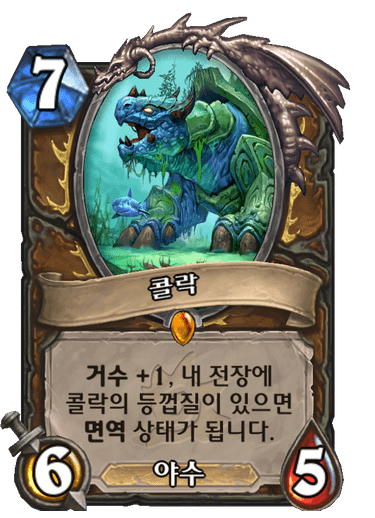 7
콜락
거수 +1, 내 전장에
콜락의 등껍질이 있으면
면역 상태가 됩니다.
6
야수
5